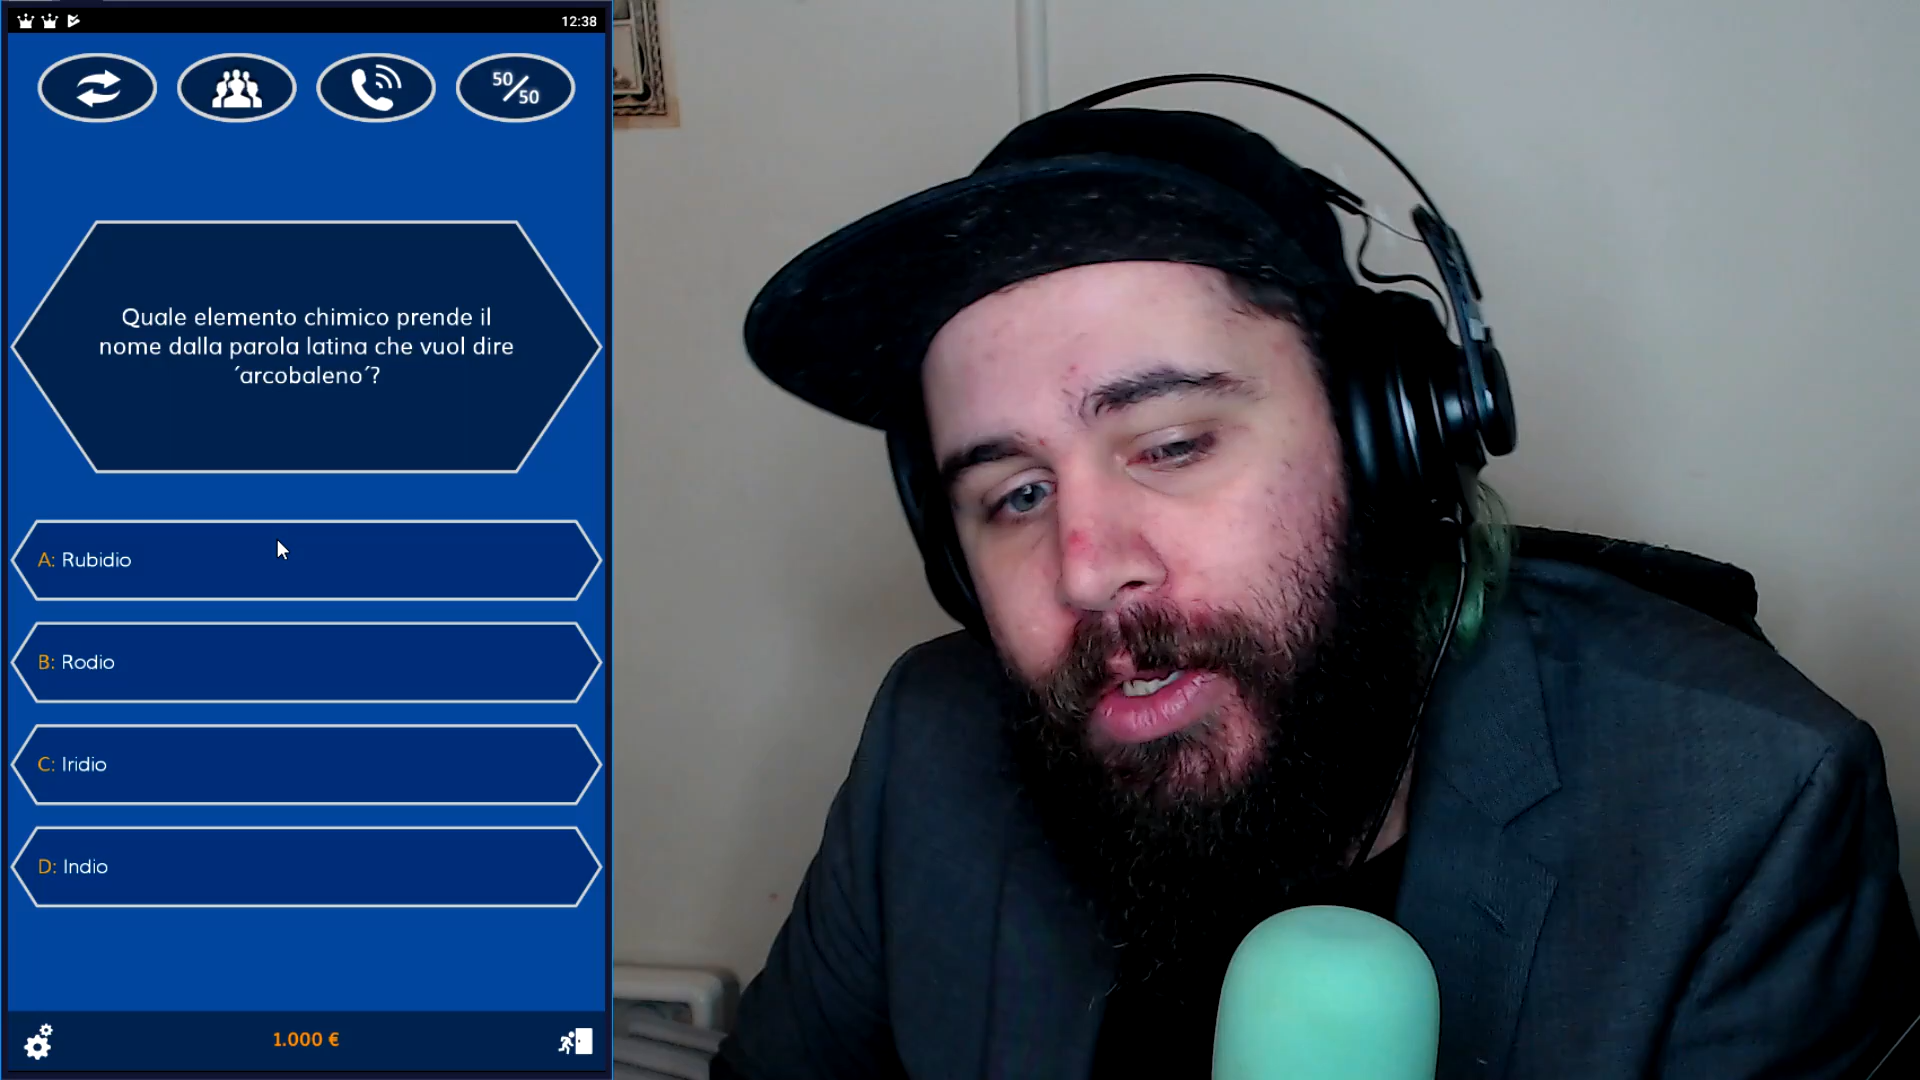 12:38
50/50
Quale elemento chimico prende il
nome dalla parola latina che vuol dire
´arcobaleno´?
A: Rubidio
B: Rodio
C: Iridio
D: Indio
1.000 €